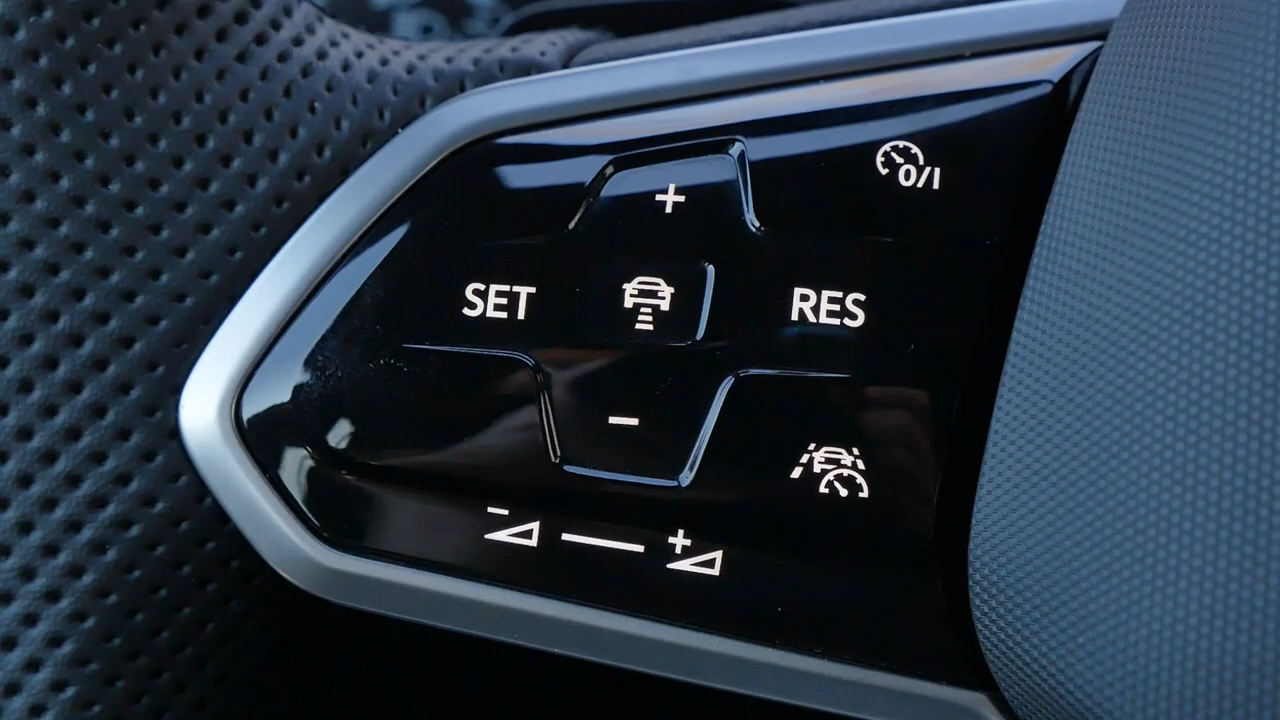 0/I
+
SET RES
-
- +